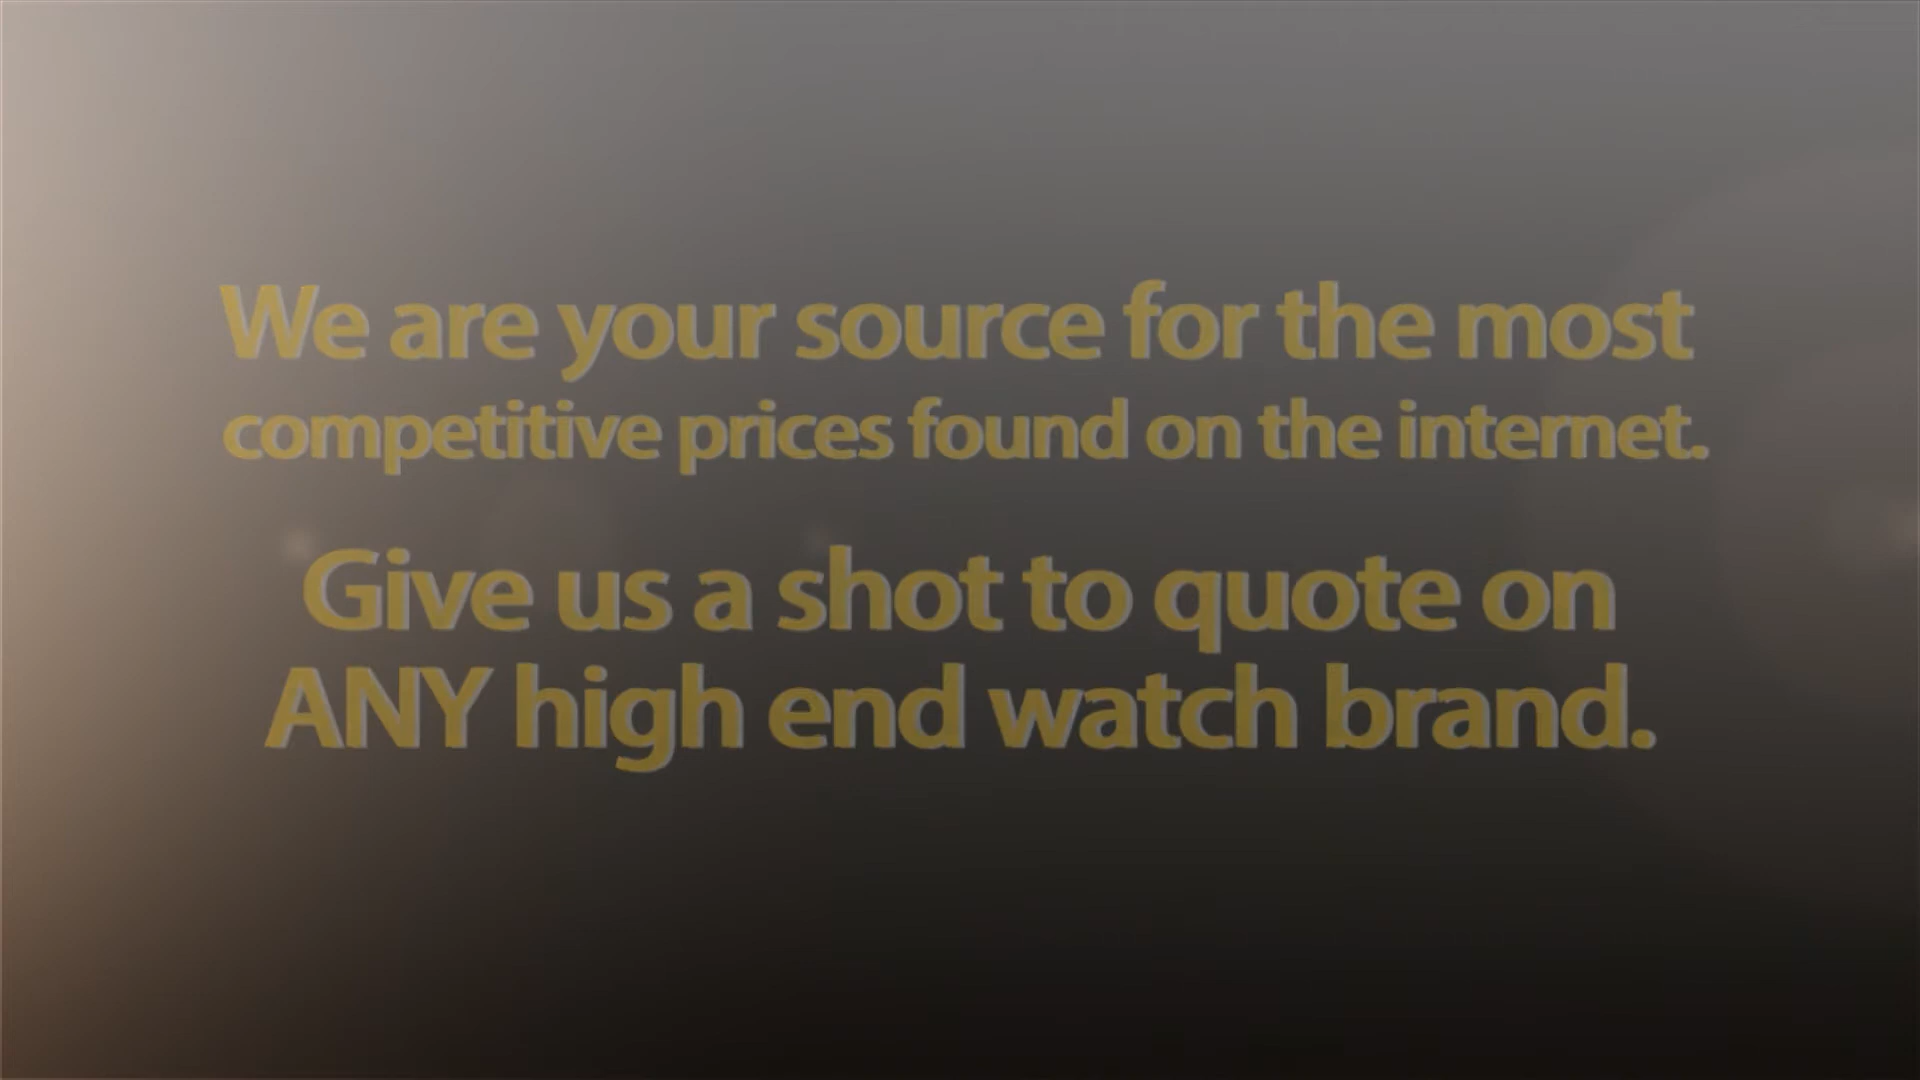 We are your source for the most
competitive prices found on the internet.
Give us a shot to quote on
ANY high end watch brand.